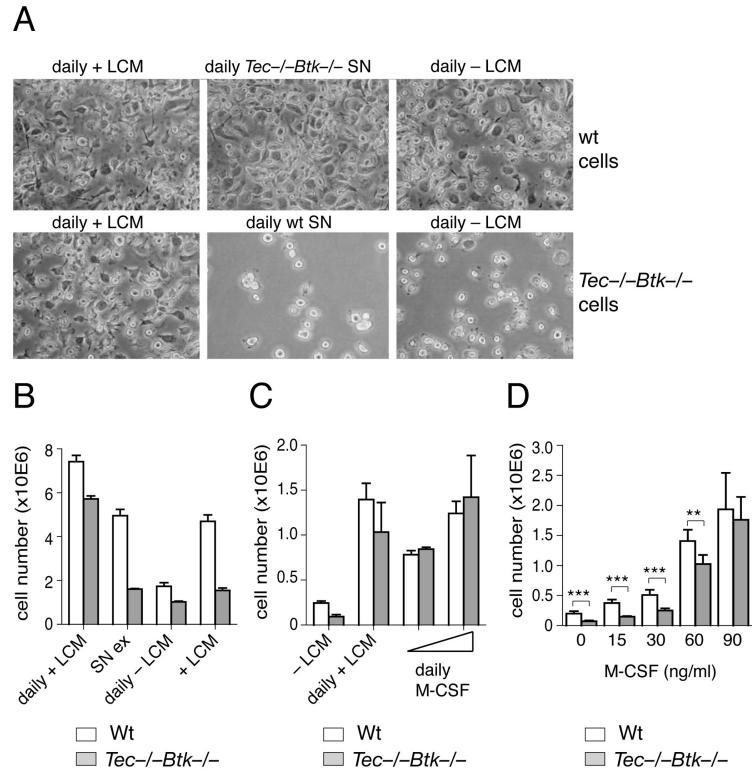 A
daily + LCM
daily Tec–/–Btk–/– SN
daily – LCM
wt
cells
daily + LCM
daily wt SN
daily – LCM
Tec–/–Btk–/–
cells
B
cell number (x10E6)
8
6
4
2
0
daily + LCM
SN ex
daily – LCM
+ LCM
Wt
Tec–/–Btk–/–
C
cell number (x10E6)
2.0
1.5
1.0
0.5
0
– LCM
daily + LCM
daily
M-CSF
Wt
Tec–/–Btk–/–
D
cell number (x10E6)
3.0
2.5
2.0
1.5
1.0
0.5
0
***
***
***
**
0 15 30 60 90
M-CSF (ng/ml)
Wt
Tec–/–Btk–/–